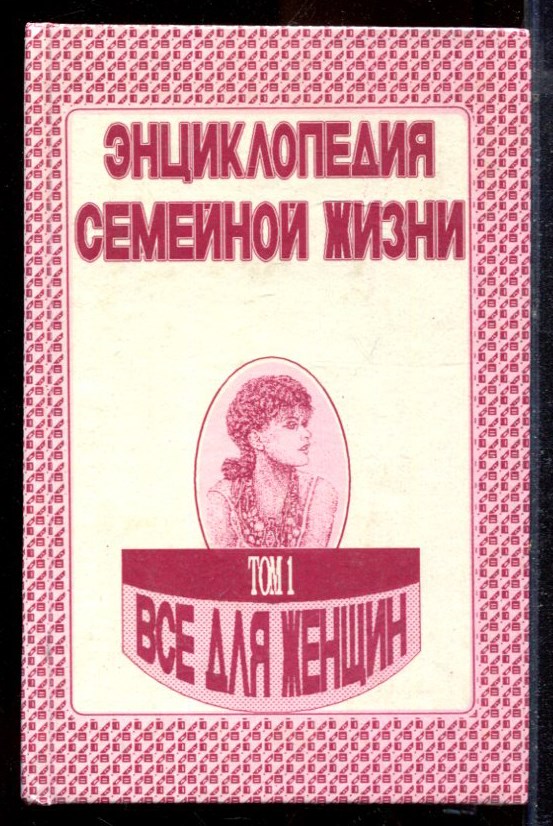 ЭНЦИКЛОПЕДИЯ
СЕМЕЙНОЙ ЖИЗНИ
ТОМ 1
ВСЕ ДЛЯ ЖЕНЩИН